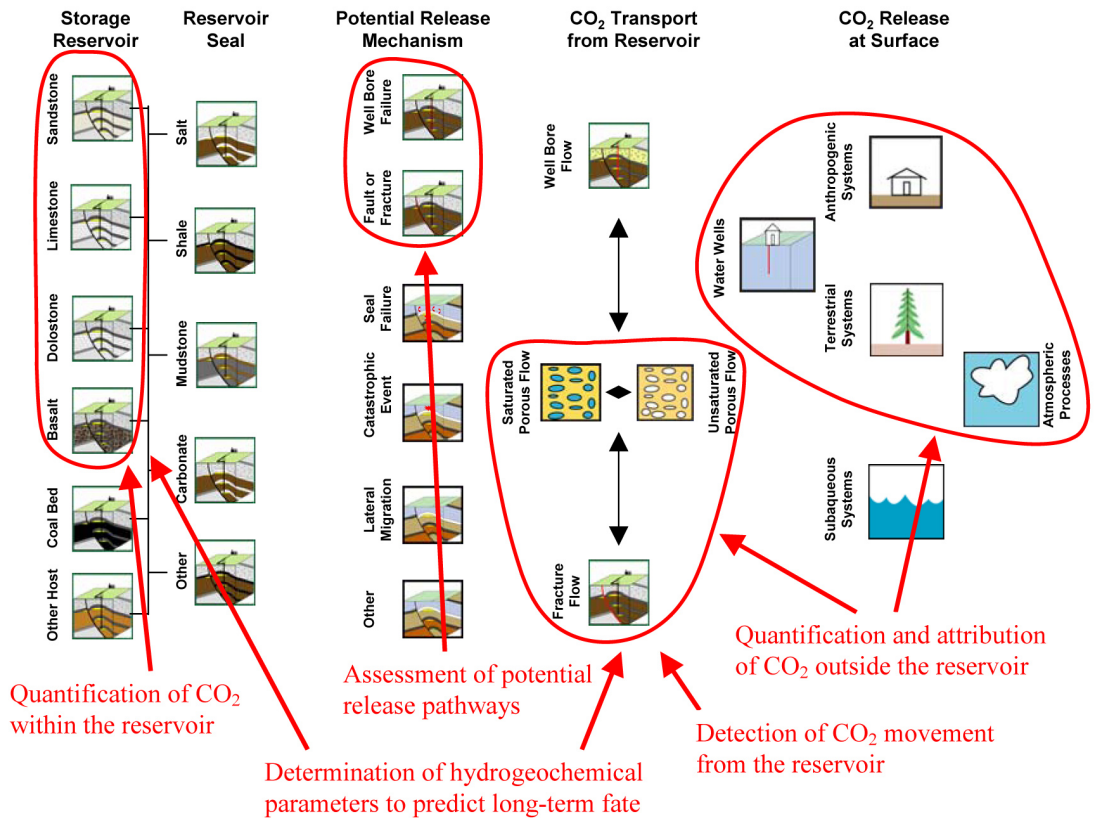 Storage
Reservoir
Reservoir
Seal
Potential Release
Mechanism
CO₂ Transport
from Reservoir
CO₂ Release
at Surface
Sandstone
Limestone
Dolostone
Basalt
Coal Bed
Other Host
Salt
Shale
Mudstone
Carbonate
Other
Well Bore
Failure
Fault or
Fracture
Seal
Failure
Catastrophic
Event
Lateral
Migration
Other
Well Bore
Flow
Saturated
Porous Flow
Unsaturated
Porous Flow
Fracture
Flow
Anthropogenic
Systems
Water Wells
Terrestrial
Systems
Atmospheric
Processes
Subaqueous
Systems
Quantification of CO₂
within the reservoir
Assessment of potential
release pathways
Determination of hydrogeochemical
parameters to predict long-term fate
Quantification and attribution
of CO₂ outside the reservoir
Detection of CO₂ movement
from the reservoir